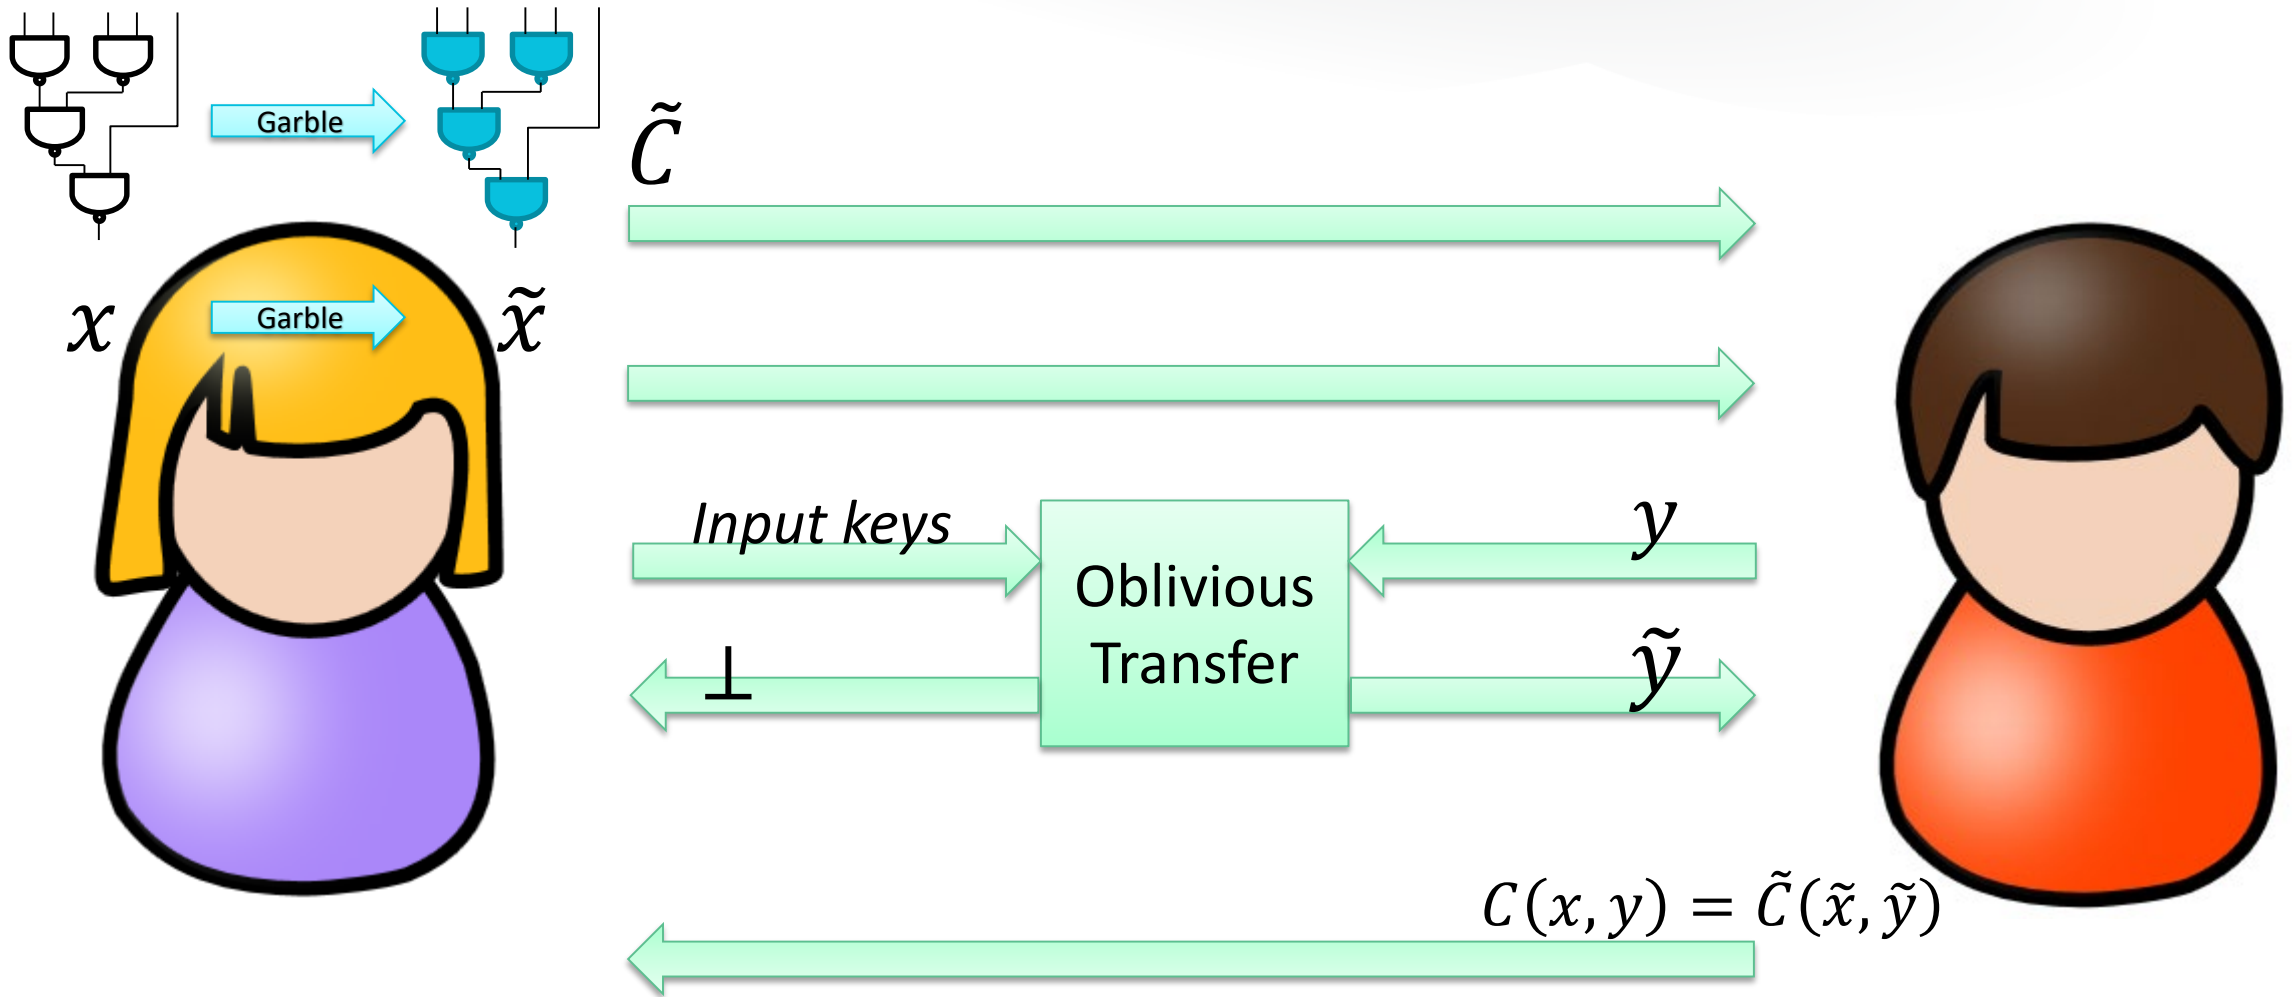 Garble
C̃
x
Garble
x̃
Input keys
y
Oblivious
Transfer
⊥
ỹ
C(x, y) = C̃(x̃, ỹ)